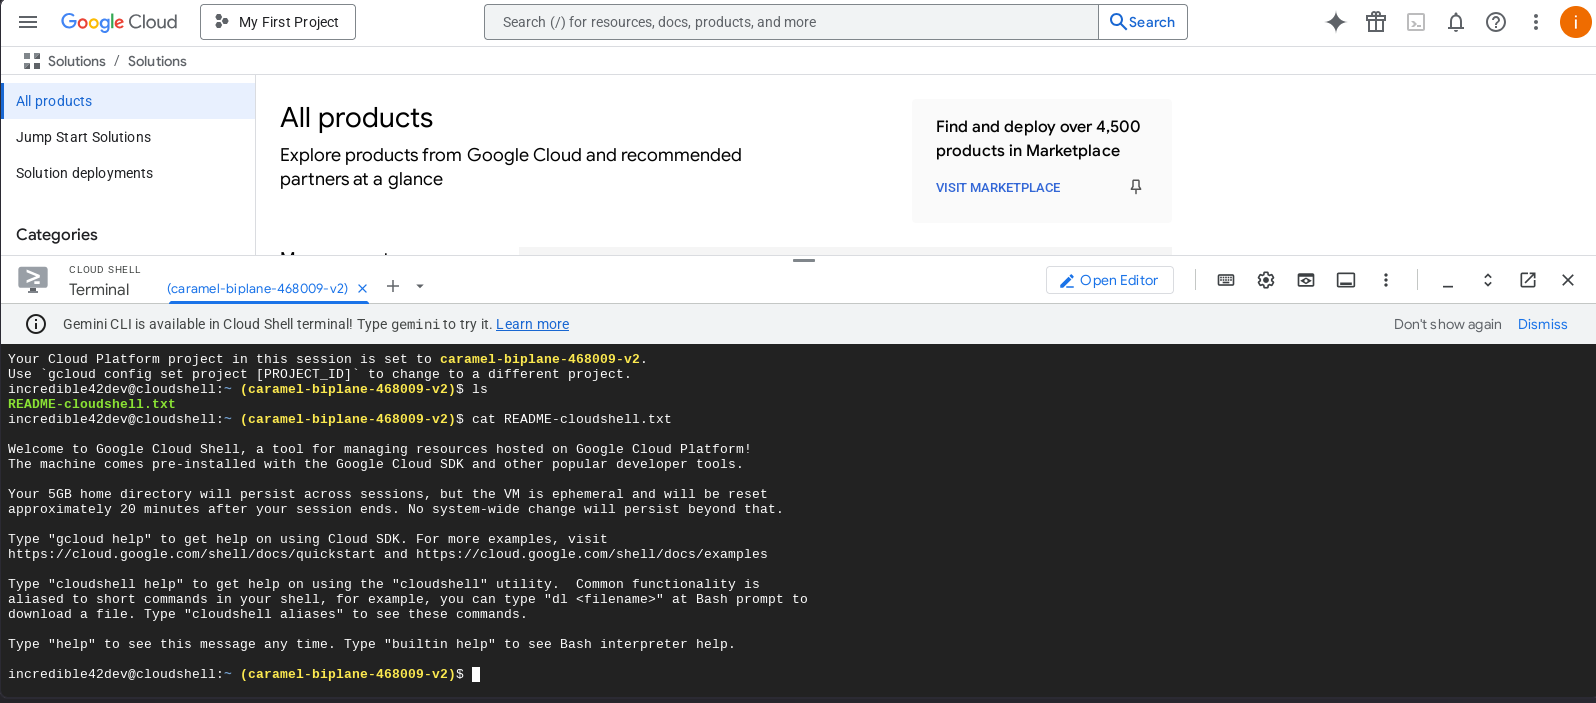 Google Cloud
My First Project
Search (/) for resources, docs, products, and more
Search
i
Solutions / Solutions
All products
Jump Start Solutions
Solution deployments
Categories
All products
Explore products from Google Cloud and recommended
partners at a glance
Find and deploy over 4,500
products in Marketplace
VISIT MARKETPLACE
CLOUD SHELL
Terminal
(caramel-biplane-468009-v2)
Open Editor
Gemini CLI is available in Cloud Shell terminal! Type gemini to try it. Learn more
Don't show again
Dismiss
Your Cloud Platform project in this session is set to caramel-biplane-468009-v2.
Use `gcloud config set project [PROJECT_ID]` to change to a different project.
incredible42dev@cloudshell:~ (caramel-biplane-468009-v2)$ ls
README-cloudshell.txt
incredible42dev@cloudshell:~ (caramel-biplane-468009-v2)$ cat README-cloudshell.txt
Welcome to Google Cloud Shell, a tool for managing resources hosted on Google Cloud Platform!
The machine comes pre-installed with the Google Cloud SDK and other popular developer tools.
Your 5GB home directory will persist across sessions, but the VM is ephemeral and will be reset
approximately 20 minutes after your session ends. No system-wide change will persist beyond that.
Type "gcloud help" to get help on using Cloud SDK. For more examples, visit
https://cloud.google.com/shell/docs/quickstart and https://cloud.google.com/shell/docs/examples
Type "cloudshell help" to get help on using the "cloudshell" utility.  Common functionality is
aliased to short commands in your shell, for example, you can type "dl <filename>" at Bash prompt to
download a file. Type "cloudshell aliases" to see these commands.
Type "help" to see this message any time. Type "builtin help" to see Bash interpreter help.
incredible42dev@cloudshell:~ (caramel-biplane-468009-v2)$